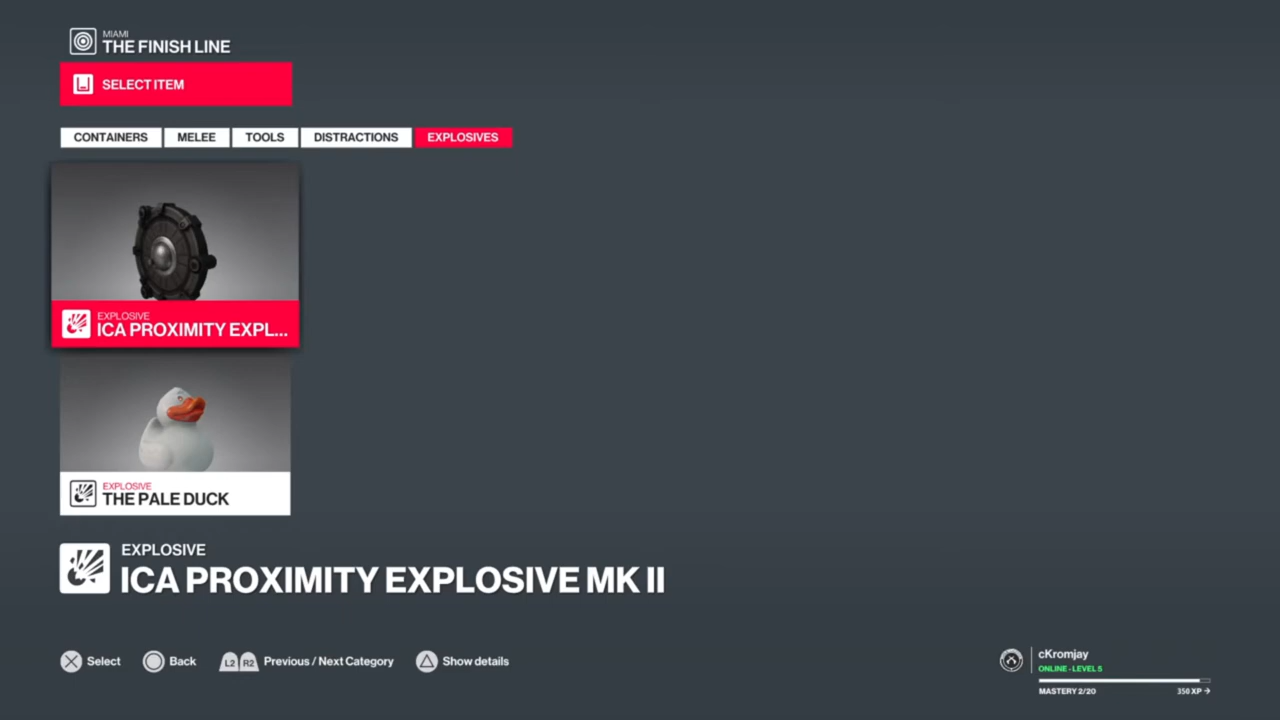 MIAMI
THE FINISH LINE
SELECT ITEM
CONTAINERS MELEE TOOLS DISTRACTIONS EXPLOSIVES
EXPLOSIVE
ICA PROXIMITY EXPL...
EXPLOSIVE
THE PALE DUCK
EXPLOSIVE
ICA PROXIMITY EXPLOSIVE MK II
Select Back L2 R2 Previous / Next Category Show details
cKromjay
ONLINE - LEVEL 5
MASTERY 2/20 350 XP →